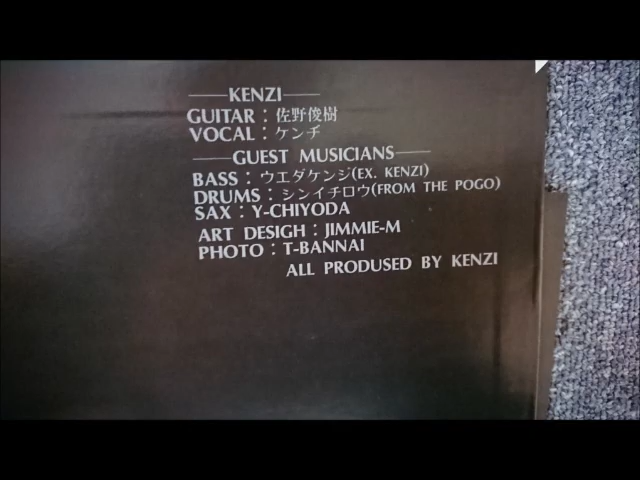 KENZI
GUITAR：佐野俊樹
VOCAL：ケンヂ
GUEST MUSICIANS
BASS：ウエダケンジ(EX. KENZI)
DRUMS：シンイチロウ(FROM THE POGO)
SAX：Y-CHIYODA
ART DESIGH：JIMMIE-M
PHOTO：T-BANNAI
ALL PRODUSED BY KENZI